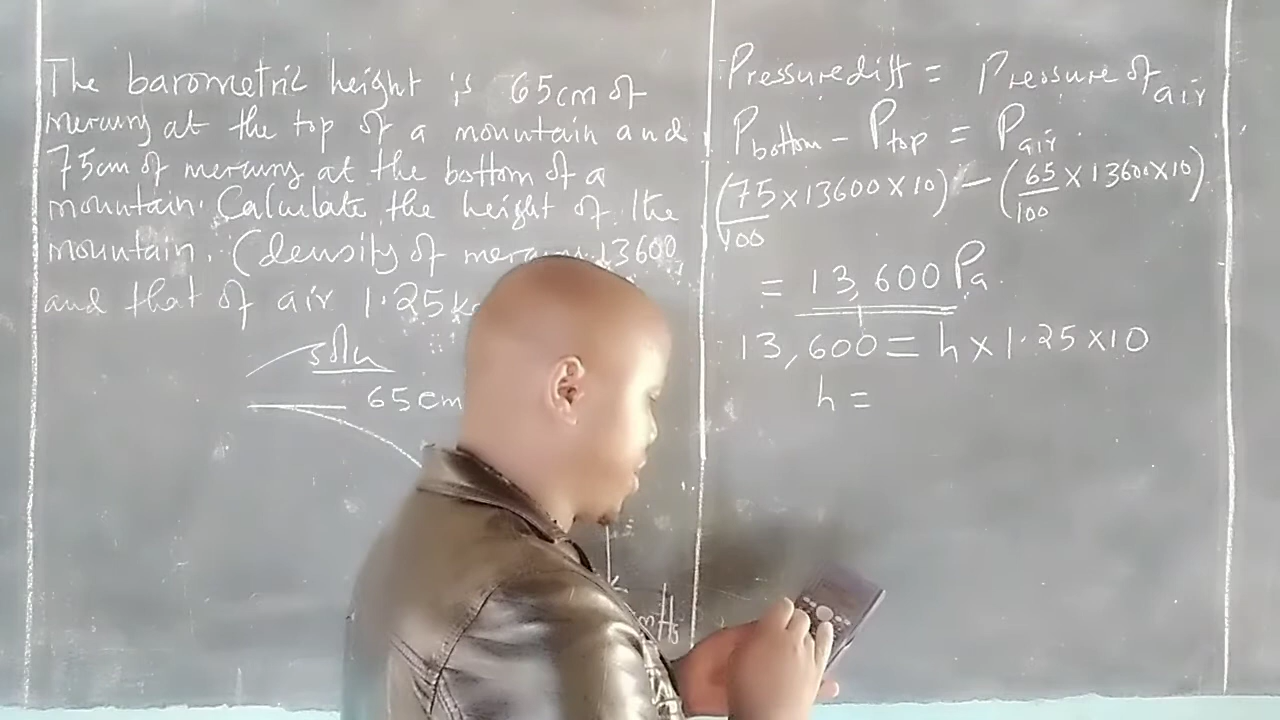 The barometric height is 65cm of
mercury at the top of a mountain and
75cm of mercury at the bottom of a
mountain. Calculate the height of the
mountain. (density of 13600
and that of air 1.25
Soln
65cm
Pressure diff = Pressure of air
Pbottom - Ptop = Pair
(75/100 x 13600 x 10) - (65/100 x 13600 x 10)
= 13,600 Pa
13,600 = h x 1.25 x 10
h =